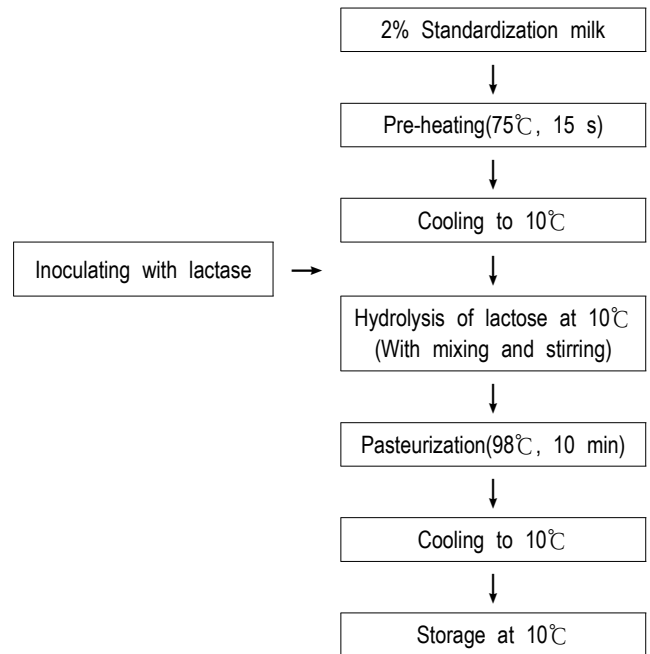 2% Standardization milk
Pre-heating(75℃, 15 s)
Cooling to 10℃
Inoculating with lactase
Hydrolysis of lactose at 10℃
(With mixing and stirring)
Pasteurization(98℃, 10 min)
Cooling to 10℃
Storage at 10℃